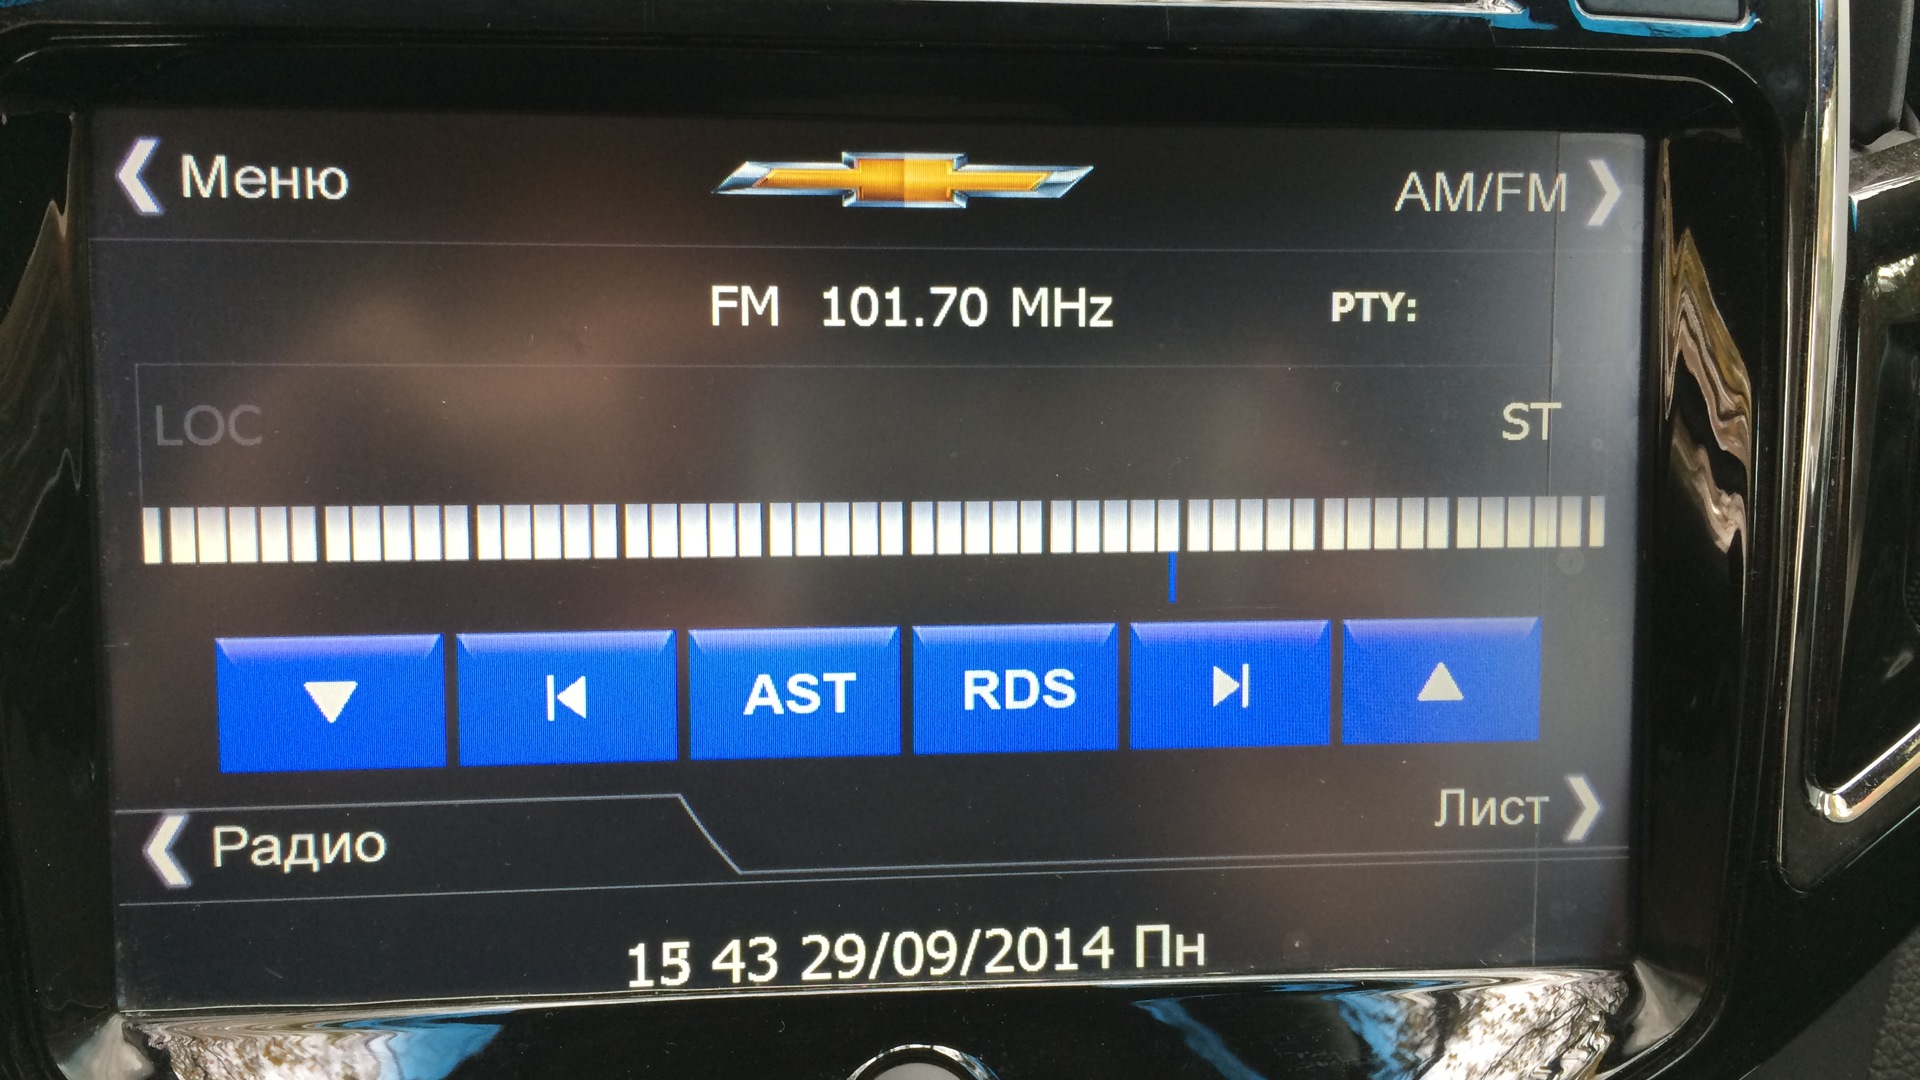 Меню AM/FM
FM 101.70 MHz PTY:
LOC ST
AST RDS
Радио Лист
15 43 29/09/2014 Пн